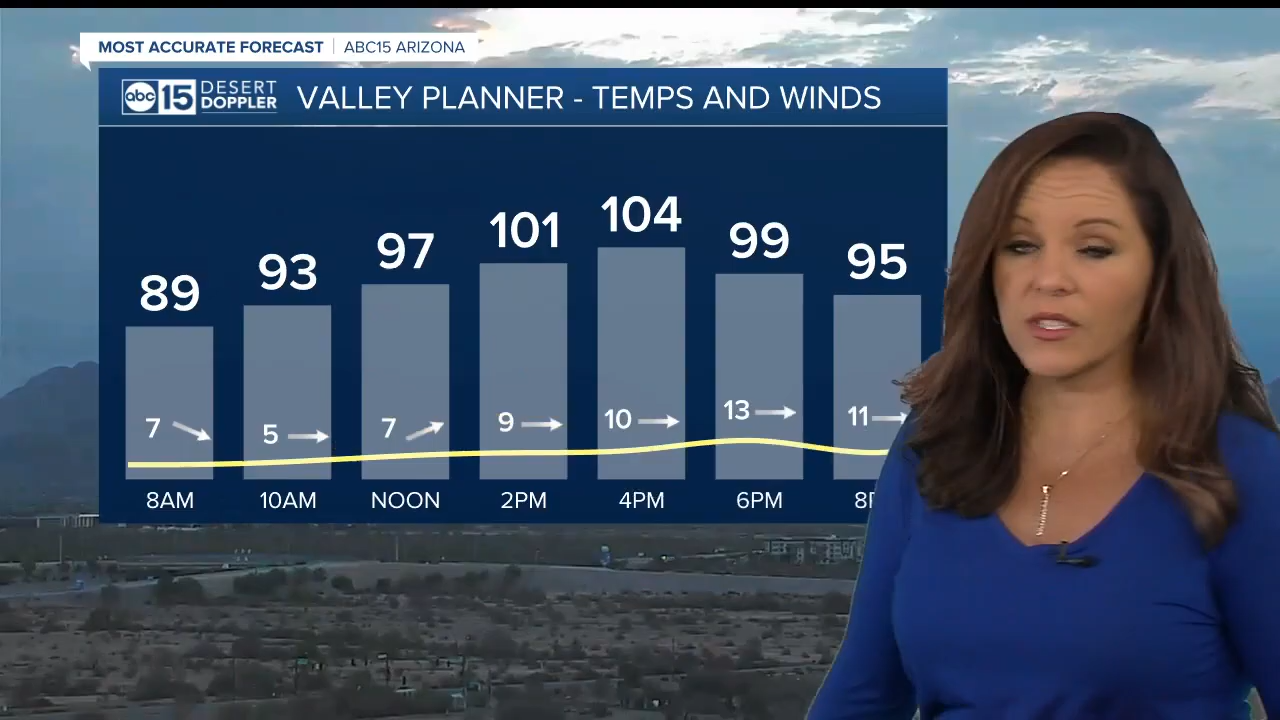 MOST ACCURATE FORECAST | ABC15 ARIZONA
abc 15 DESERT DOPPLER VALLEY PLANNER - TEMPS AND WINDS
89 93 97 101 104 99 95
7 5 7 9 10 13 11
8AM 10AM NOON 2PM 4PM 6PM